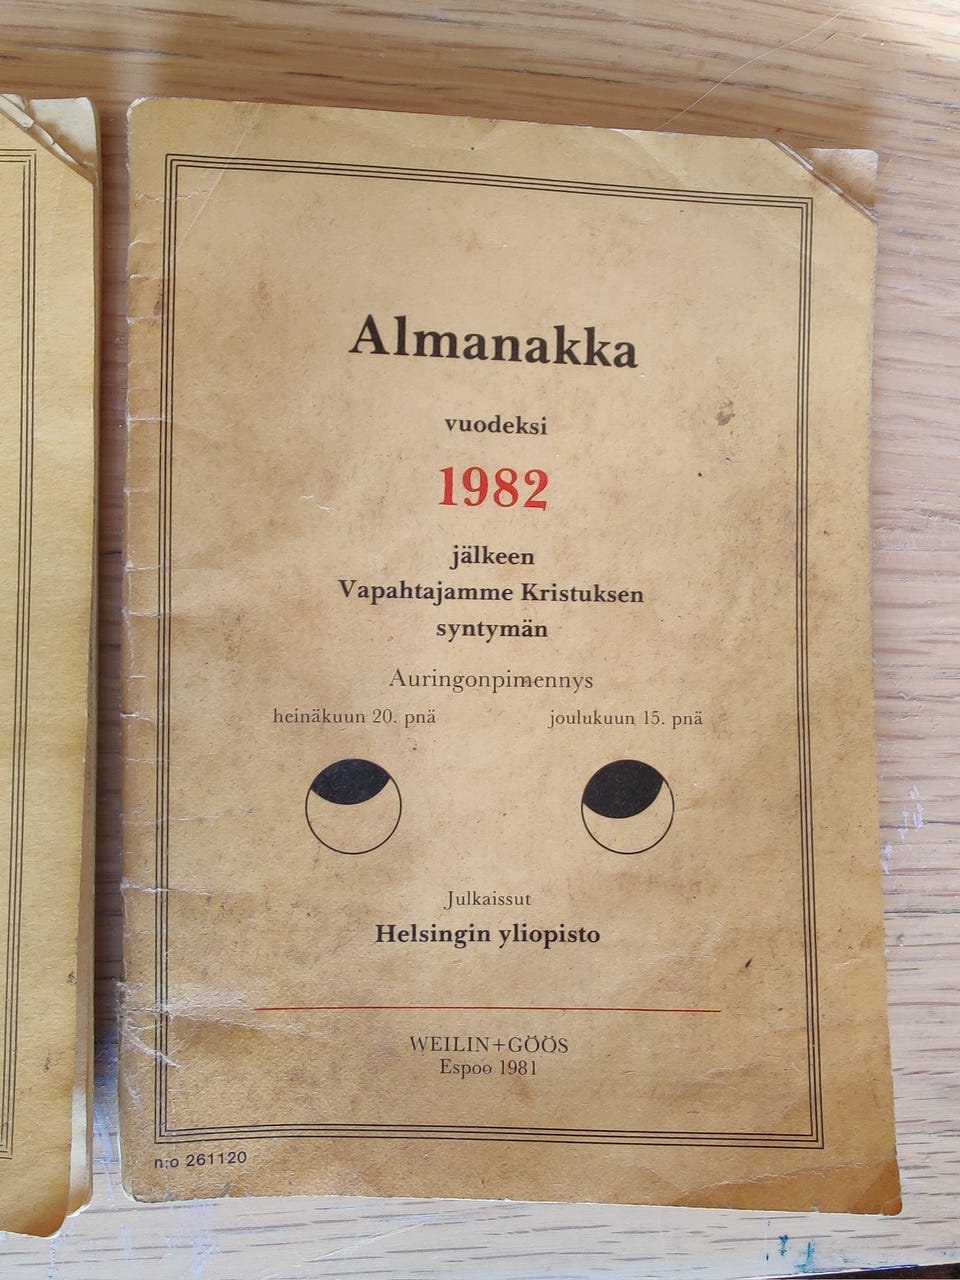 Almanakka
vuodeksi
1982
jälkeen
Vapahtajamme Kristuksen
syntymän
Auringonpimennys
heinäkuun 20. pnä
joulukuun 15. pnä
Julkaissut
Helsingin yliopisto
WEILIN+GÖÖS
Espoo 1981
n:o 261120